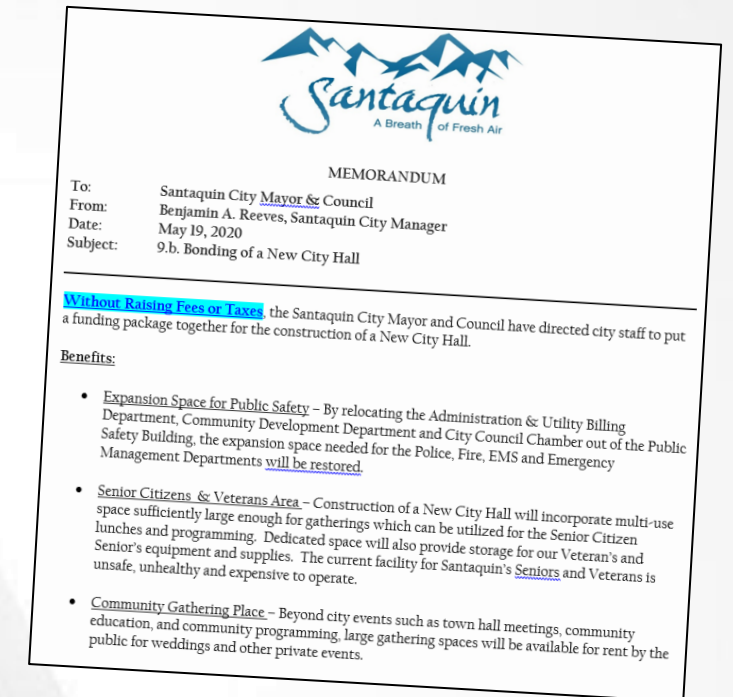 Santaquin
A Breath of Fresh Air
MEMORANDUM
To: Santaquin City Mayor & Council
From: Benjamin A. Reeves, Santaquin City Manager
Date: May 19, 2020
Subject: 9.b. Bonding of a New City Hall
Without Raising Fees or Taxes, the Santaquin City Mayor and Council have directed city staff to put
a funding package together for the construction of a New City Hall.
Benefits:
• Expansion Space for Public Safety – By relocating the Administration & Utility Billing
Department, Community Development Department and City Council Chamber out of the Public
Safety Building, the expansion space needed for the Police, Fire, EMS and Emergency
Management Departments will be restored.
• Senior Citizens & Veterans Area – Construction of a New City Hall will incorporate multi-use
space sufficiently large enough for gatherings which can be utilized for the Senior Citizen
lunches and programming. Dedicated space will also provide storage for our Veteran's and
Senior's equipment and supplies. The current facility for Santaquin's Seniors and Veterans is
unsafe, unhealthy and expensive to operate.
• Community Gathering Place – Beyond city events such as town hall meetings, community
education, and community programming, large gathering spaces will be available for rent by the
public for weddings and other private events.